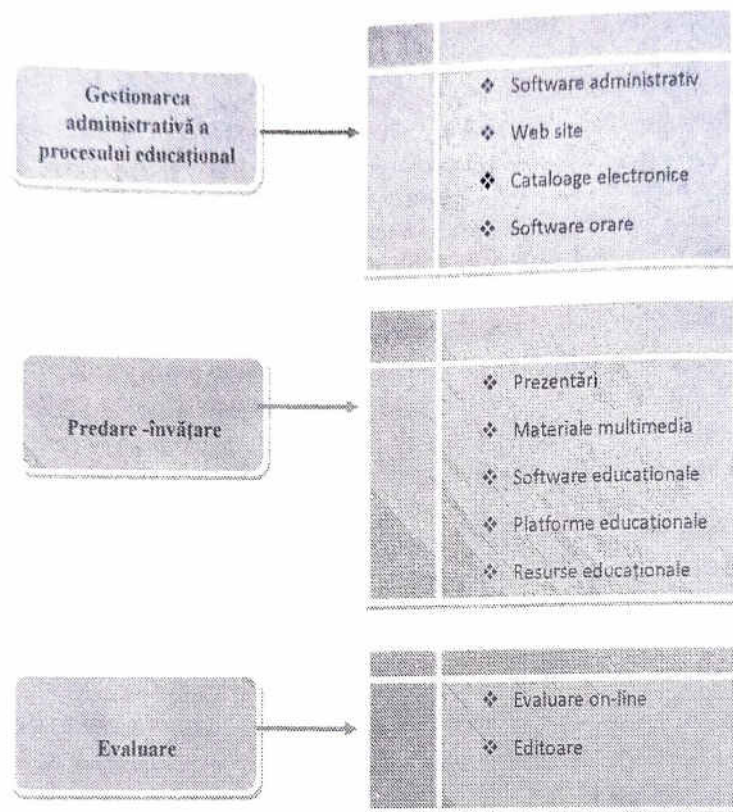 Gestionarea
administrativă a
procesului educațional
❖ Software administrativ
❖ Web site
❖ Cataloage electronice
❖ Software orare
Predare -învățare
❖ Prezentări
❖ Materiale multimedia
❖ Software educaționale
❖ Platforme educaționale
❖ Resurse educaționale
Evaluare
❖ Evaluare on-line
❖ Editoare